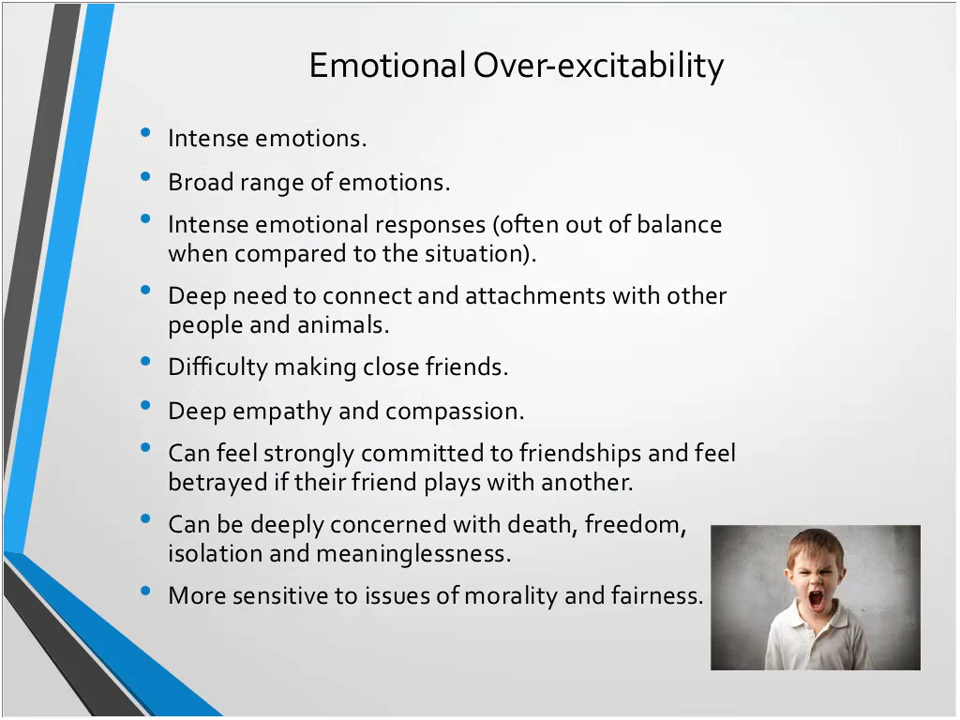 Emotional Over-excitability
• Intense emotions.
• Broad range of emotions.
• Intense emotional responses (often out of balance
when compared to the situation).
• Deep need to connect and attachments with other
people and animals.
• Difficulty making close friends.
• Deep empathy and compassion.
• Can feel strongly committed to friendships and feel
betrayed if their friend plays with another.
• Can be deeply concerned with death, freedom,
isolation and meaninglessness.
• More sensitive to issues of morality and fairness.